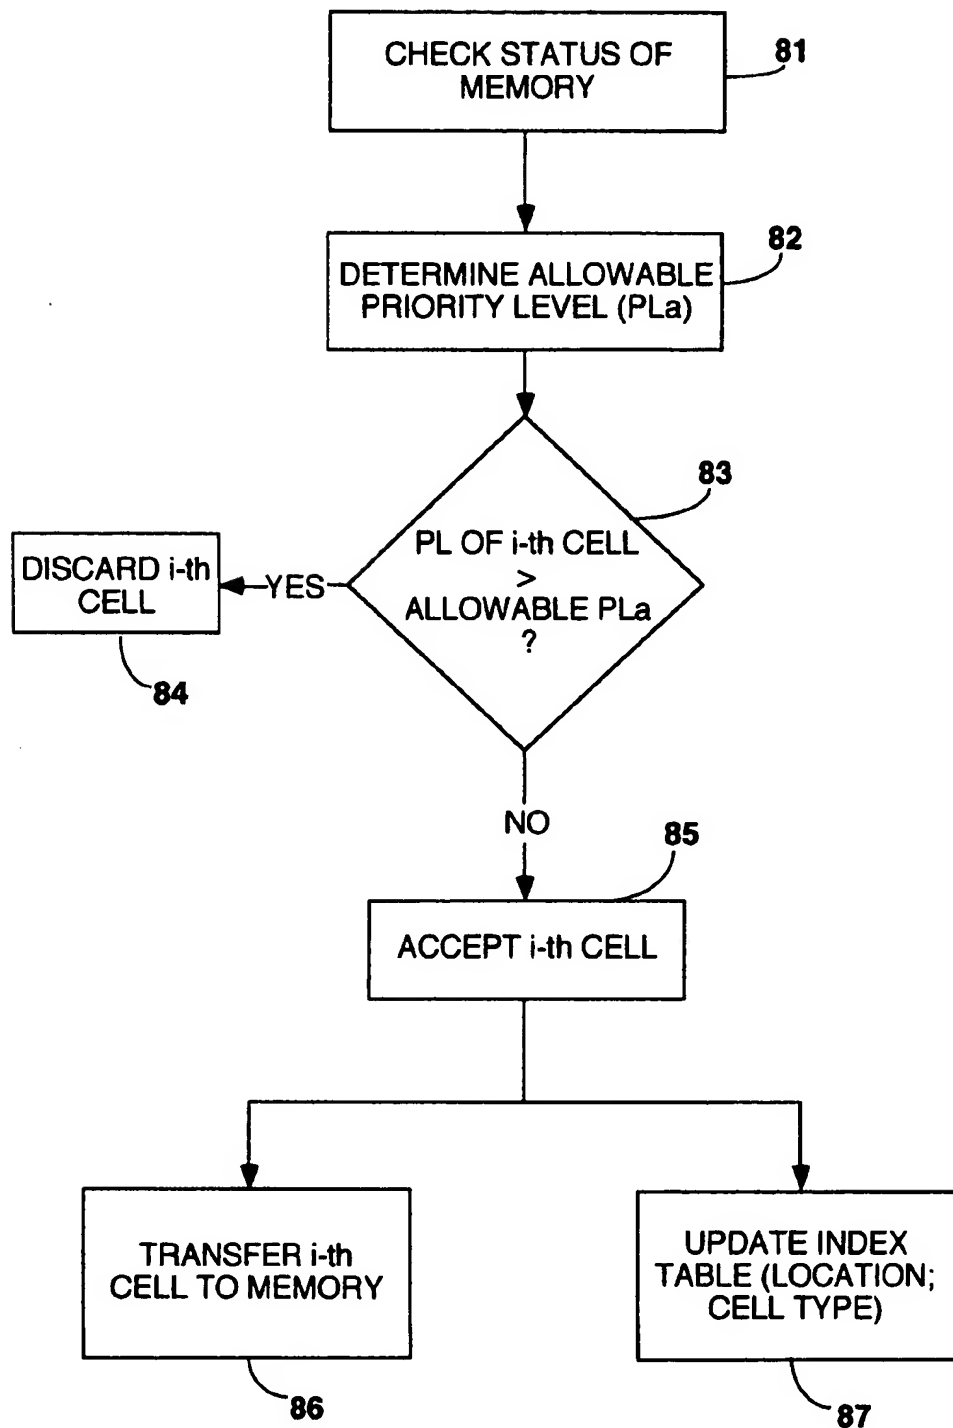 CHECK STATUS OF
MEMORY
81
DETERMINE ALLOWABLE
PRIORITY LEVEL (PLa)
82
PL OF i-th CELL
>
ALLOWABLE PLa
?
83
YES
DISCARD i-th
CELL
84
NO
ACCEPT i-th CELL
85
TRANSFER i-th
CELL TO MEMORY
86
UPDATE INDEX
TABLE (LOCATION;
CELL TYPE)
87